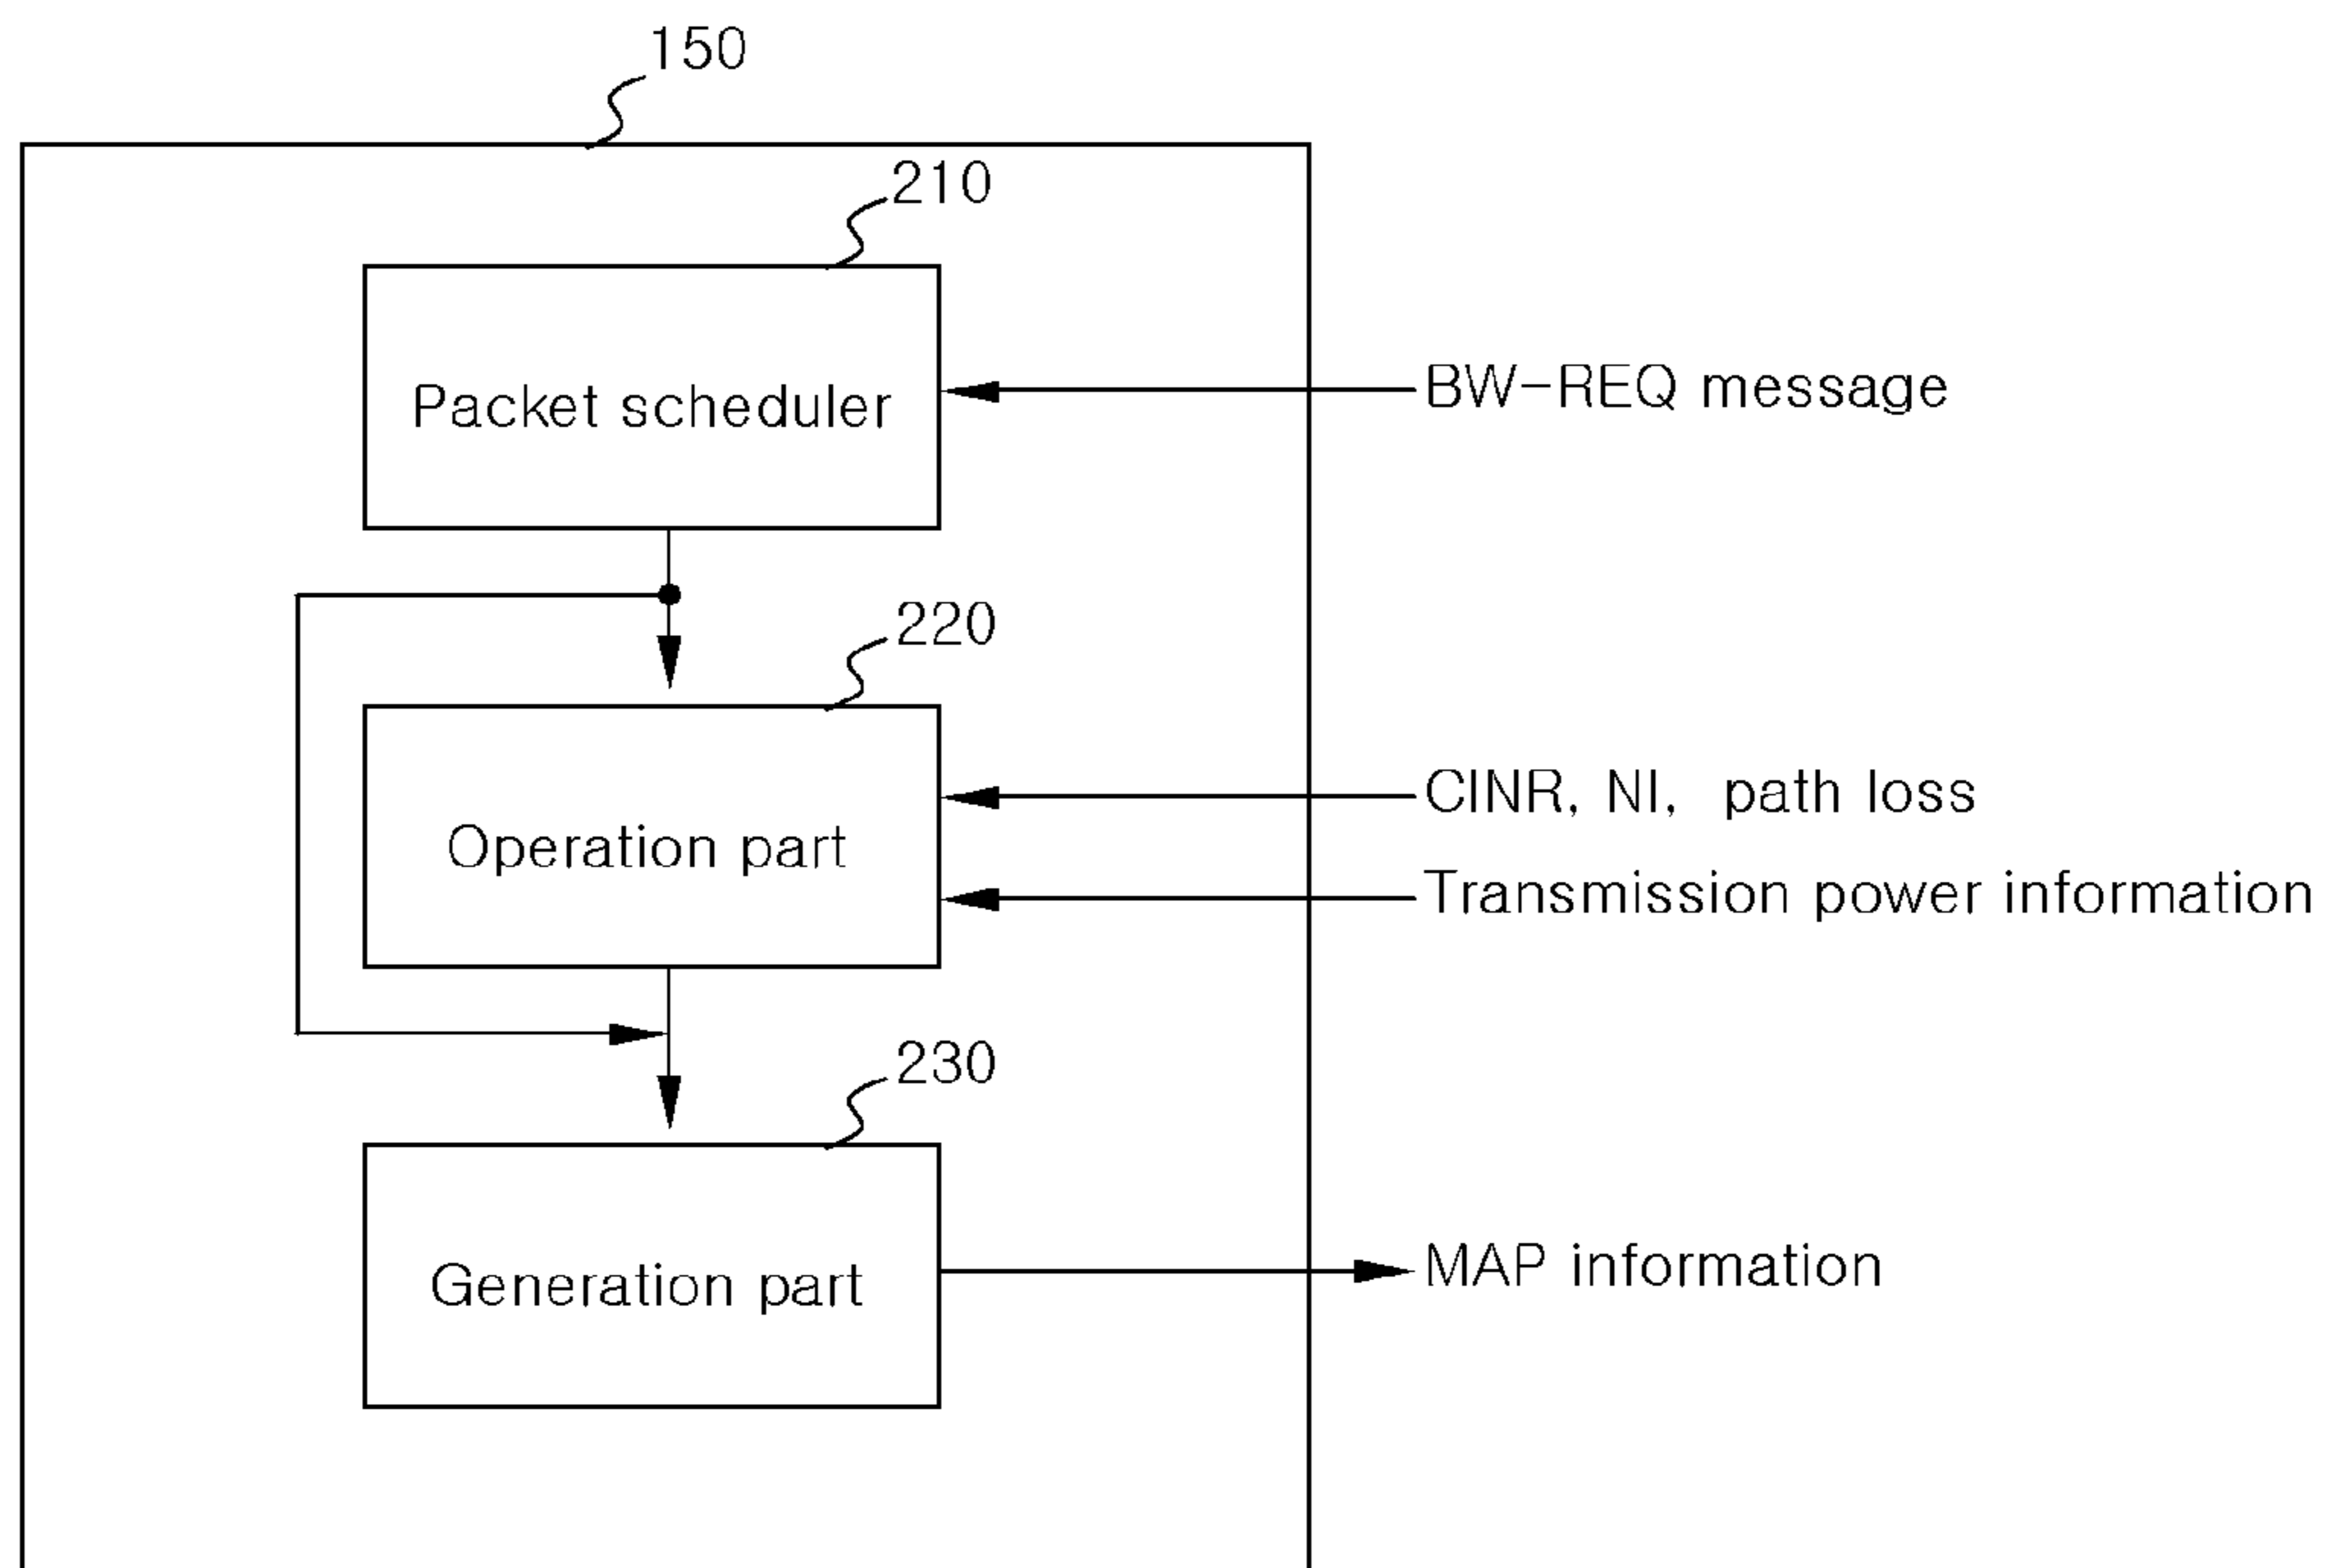 150
210
Packet scheduler
BW-REQ message
220
Operation part
CINR, NI, path loss
Transmission power information
230
Generation part
MAP information